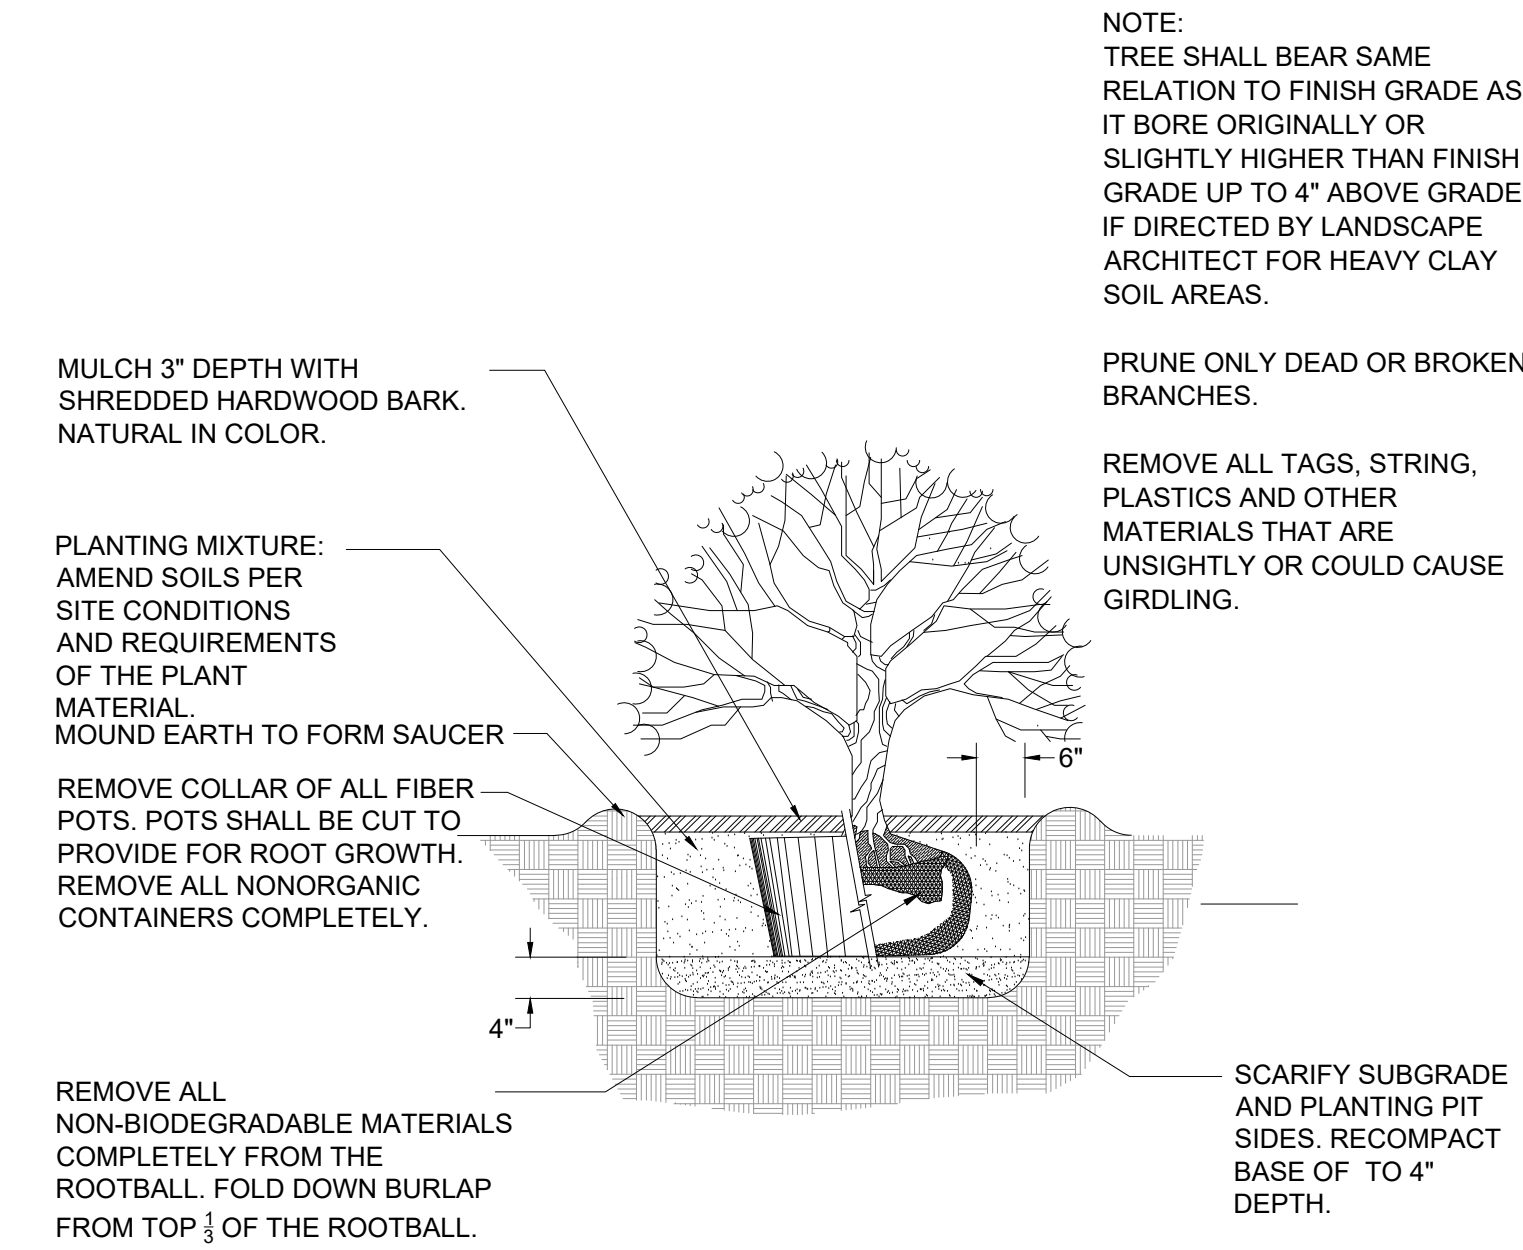 NOTE:
TREE SHALL BEAR SAME
RELATION TO FINISH GRADE AS
IT BORE ORIGINALLY OR
SLIGHTLY HIGHER THAN FINISH
GRADE UP TO 4" ABOVE GRADE
IF DIRECTED BY LANDSCAPE
ARCHITECT FOR HEAVY CLAY
SOIL AREAS.
PRUNE ONLY DEAD OR BROKEN
BRANCHES.
REMOVE ALL TAGS, STRING,
PLASTICS AND OTHER
MATERIALS THAT ARE
UNSIGHTLY OR COULD CAUSE
GIRDLING.
MULCH 3" DEPTH WITH
SHREDDED HARDWOOD BARK.
NATURAL IN COLOR.
PLANTING MIXTURE:
AMEND SOILS PER
SITE CONDITIONS
AND REQUIREMENTS
OF THE PLANT
MATERIAL.
MOUND EARTH TO FORM SAUCER
6"
REMOVE COLLAR OF ALL FIBER
POTS. POTS SHALL BE CUT TO
PROVIDE FOR ROOT GROWTH.
REMOVE ALL NONORGANIC
CONTAINERS COMPLETELY.
4"
REMOVE ALL
NON-BIODEGRADABLE MATERIALS
COMPLETELY FROM THE
ROOTBALL. FOLD DOWN BURLAP
FROM TOP 1/3 OF THE ROOTBALL.
SCARIFY SUBGRADE
AND PLANTING PIT
SIDES. RECOMPACT
BASE OF  TO 4"
DEPTH.